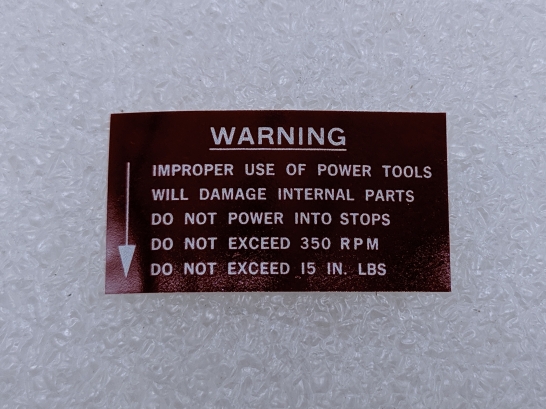 WARNING
IMPROPER USE OF POWER TOOLS
WILL DAMAGE INTERNAL PARTS
DO NOT POWER INTO STOPS
DO NOT EXCEED 350 RPM
DO NOT EXCEED 15 IN. LBS